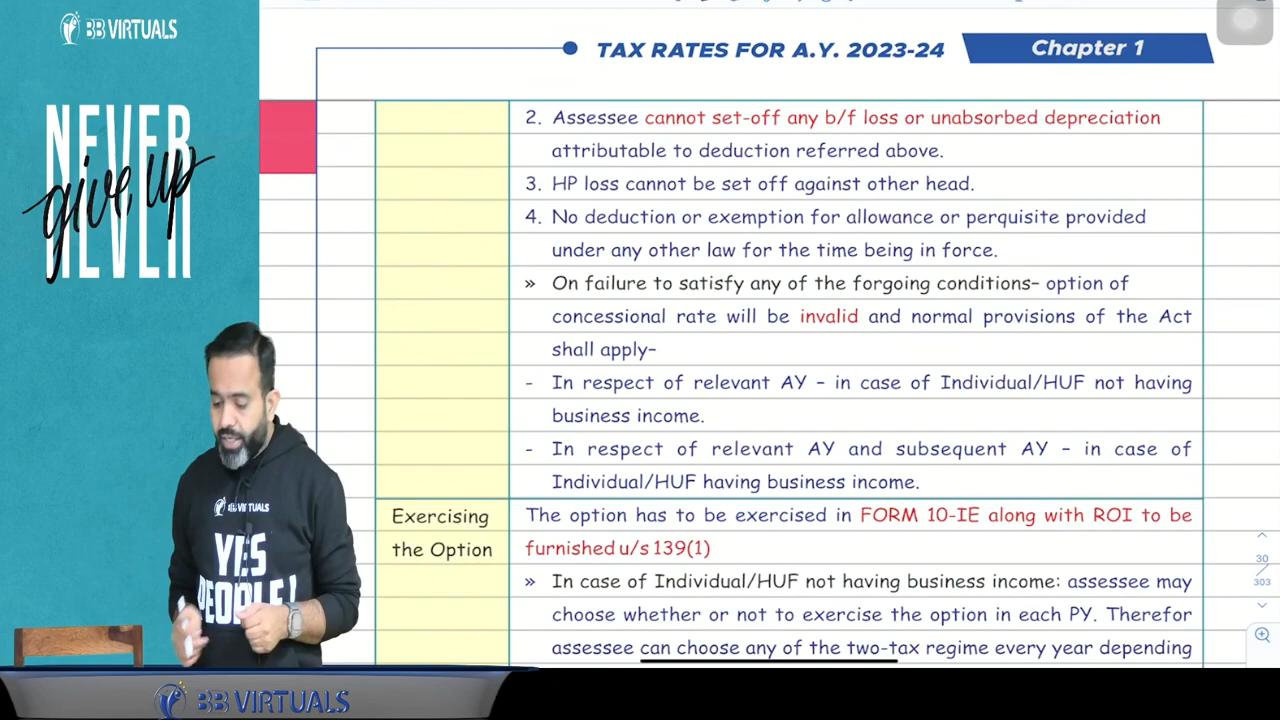 BB VIRTUALS
NEVER
give up
NEVER
BB VIRTUALS
YES
PEOPLE!
BB VIRTUALS
TAX RATES FOR A.Y. 2023-24
Chapter 1
2. Assessee cannot set-off any b/f loss or unabsorbed depreciation
attributable to deduction referred above.
3. HP loss cannot be set off against other head.
4. No deduction or exemption for allowance or perquisite provided
under any other law for the time being in force.
» On failure to satisfy any of the forgoing conditions– option of
concessional rate will be invalid and normal provisions of the Act
shall apply–
- In respect of relevant AY – in case of Individual/HUF not having
business income.
- In respect of relevant AY and subsequent AY – in case of
Individual/HUF having business income.
Exercising
the Option
The option has to be exercised in FORM 10-IE along with ROI to be
furnished u/s 139(1)
» In case of Individual/HUF not having business income: assessee may
choose whether or not to exercise the option in each PY. Therefor
assessee can choose any of the two-tax regime every year depending
30
303